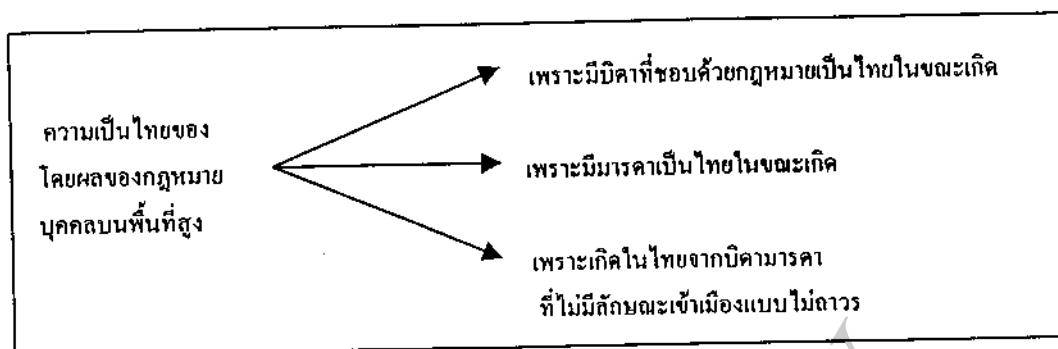 ความเป็นไทยของ
โดยผลของกฎหมาย
บุคคลบนพื้นที่สูง
เพราะมีบิดาที่ชอบด้วยกฎหมายเป็นไทยในขณะเกิด
เพราะมีมารดาเป็นไทยในขณะเกิด
เพราะเกิดในไทยจากบิดามารดา
ที่ไม่มีลักษณะเข้าเมืองแบบไม่ถาวร